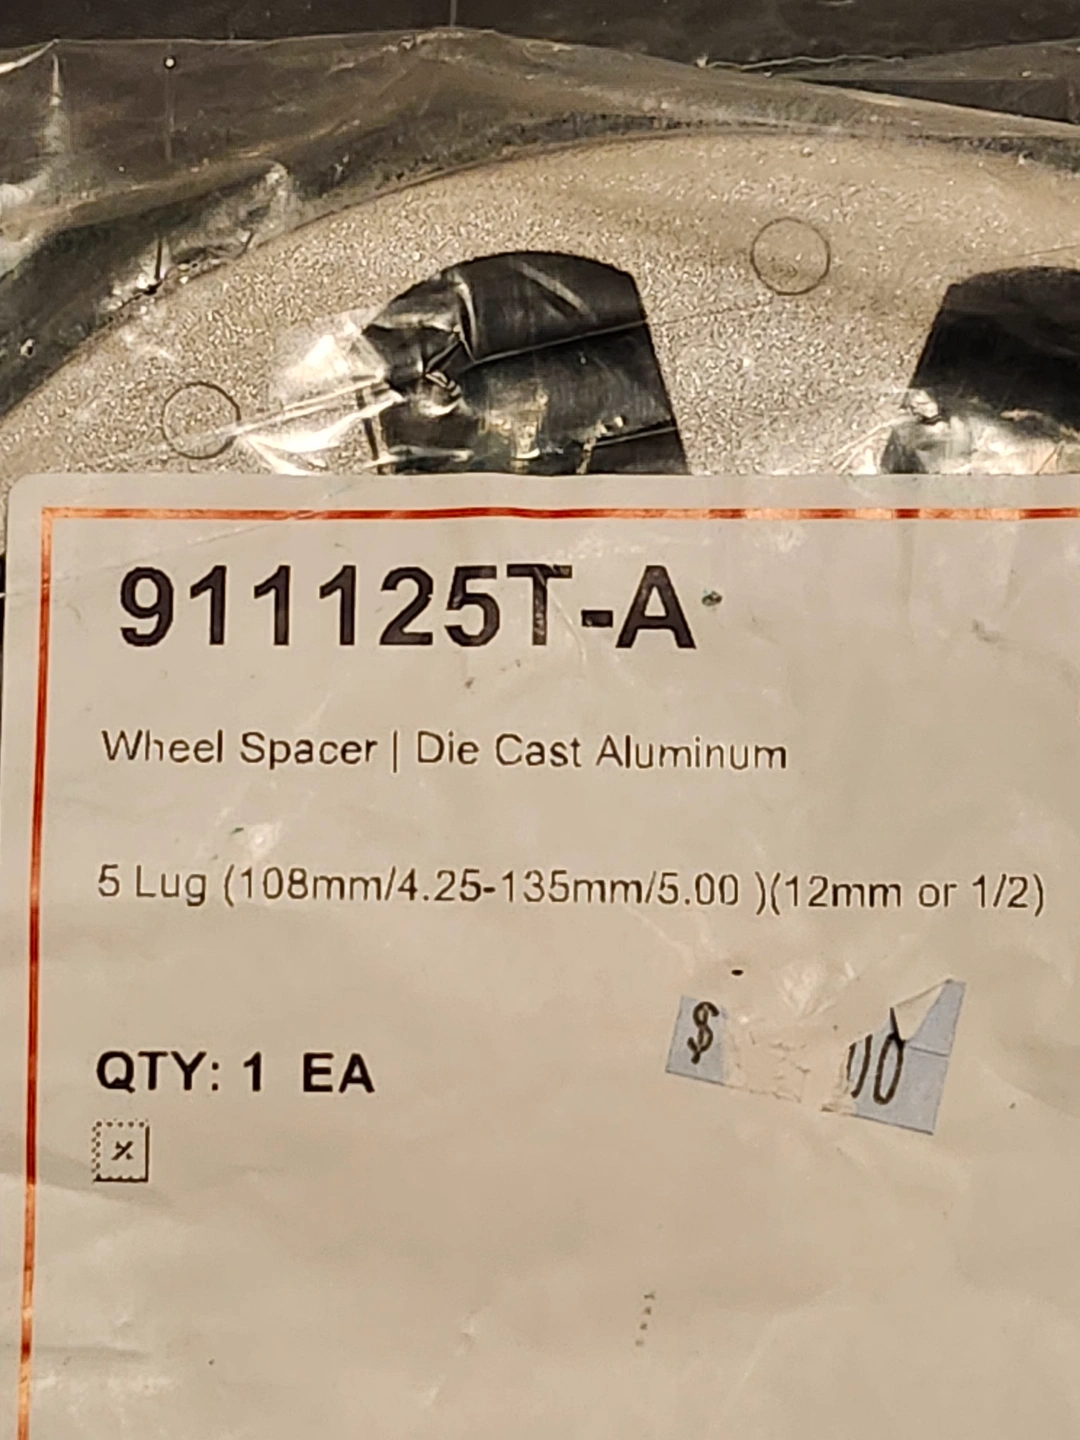 911125T-A
Wheel Spacer | Die Cast Aluminum
5 Lug (108mm/4.25-135mm/5.00 )(12mm or 1/2)
$ 00
QTY: 1 EA